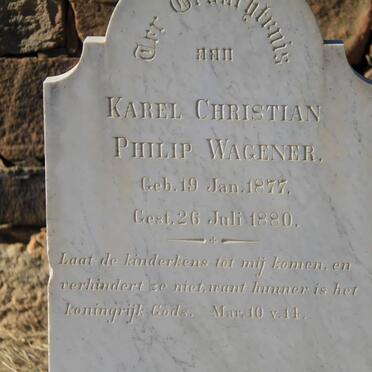 Ter Gedachtenis
aan
Karel Christian
Philip Wagener,
Geb. 19 Jan. 1877,
Gest. 26 Juli 1880.
Laat de kinderkens tot mij komen, en
verhindert ze niet, want hunner is het
koningrijk Gods. Mar. 10 v. 14.